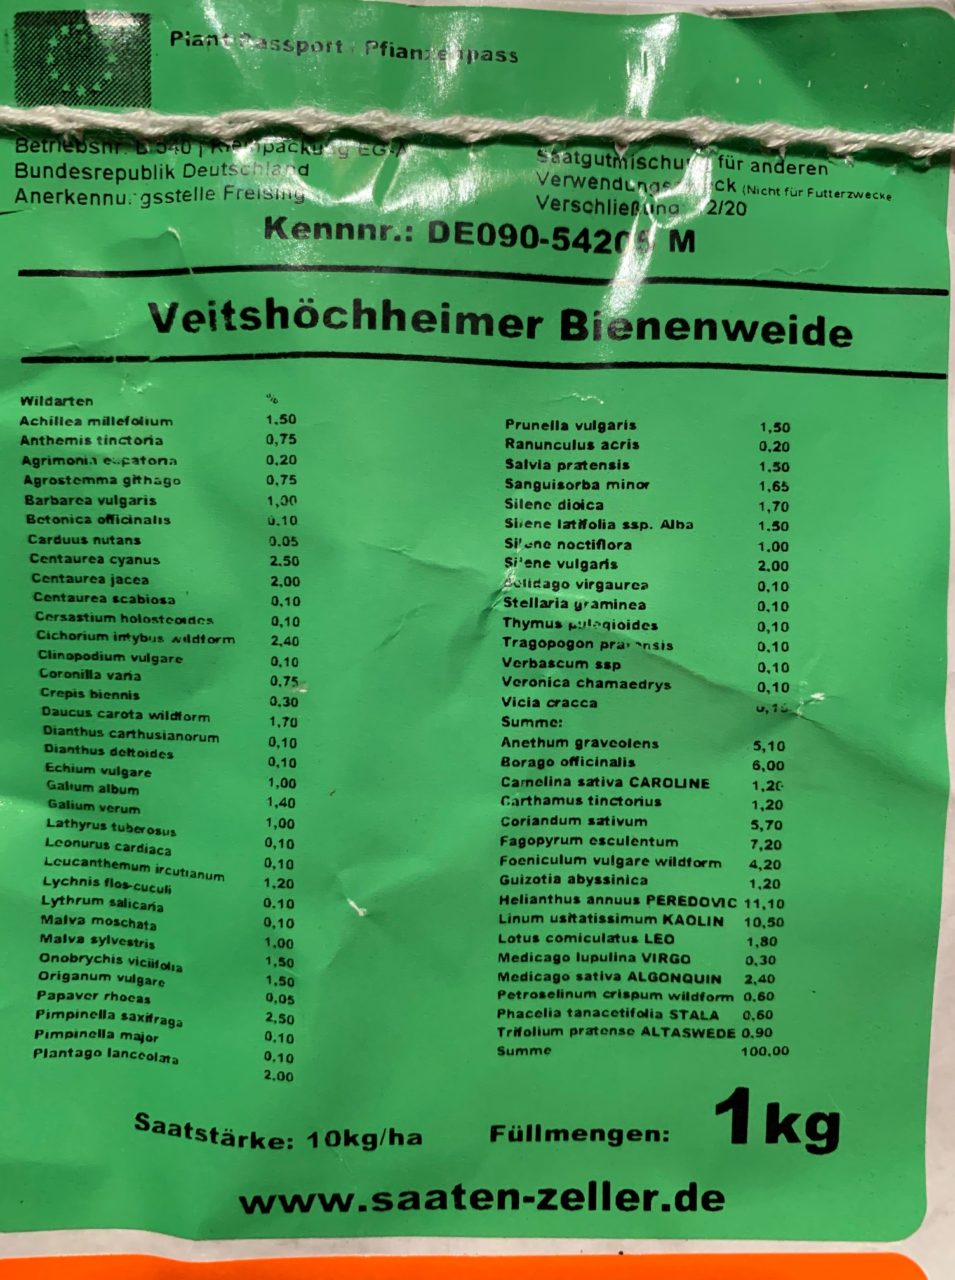 Plant Passport / Pflanzenpass
Betriebsnr. EG-A
Bundesrepublik Deutschland
Anerkennungsstelle Freising
Saatgutmischung für anderen
Verwendungszweck (Nicht für Futterzwecke
Verschließung 2/20
Kennnr.: M
Veitshöchheimer Bienenweide
Wildarten %
Achillea millefolium 1.50
Anthemis tinctoria 0,75
Agrimonia eupatoria 0.20
Agrostemma githago 0,75
Barbarea vulgaris 1,00
Betonica officinalis 0.10
Carduus nutans 0.05
Centaurea cyanus 2.50
Centaurea jacea 2,00
Centaurea scabiosa 0,10
Cersastium holosteoides 0,10
Cichorium intybus wildform 2,40
Clinopodium vulgare 0,10
Coronilla varia 0,75
Crepis biennis 0,30
Daucus carota wildform 1,70
Dianthus carthusianorum 0,10
Dianthus deltoides 0,10
Echium vulgare 1,00
Galium album 1,40
Galium verum 1,00
Lathyrus tuberosus 0,10
Leonurus cardiaca 0,10
Leucanthemum ircutianum 1,20
Lychnis flos-cuculi 0.10
Lythrum salicaria 0,10
Malva moschata 1.00
Malva sylvestris 1,50
Onobrychis viciifolia 1.50
Origanum vulgare 0,05
Papaver rhoeas 2,50
Pimpinella saxifraga 0.10
Pimpinella major 0.10
Plantago lanceolata 2.00
Prunella vulgaris 1,50
Ranunculus acris 0,20
Salvia pratensis 1.50
Sanguisorba minor 1,65
Silene dioica 1,70
Silene latifolia ssp. Alba 1.50
Silene noctiflora 1.00
Silene vulgaris 2,00
Solidago virgaurea 0,10
Stellaria graminea 0,10
Thymus pulegioides 0,10
Tragopogon pratensis 0.10
Verbascum ssp 0,10
Veronica chamaedrys 0,10
Vicia cracca 0,10
Summe:
Anethum graveolens 5,10
Borago officinalis 6,00
Camelina sativa CAROLINE 1,20
Carthamus tinctorius 1,20
Coriandum sativum 5,70
Fagopyrum esculentum 7,20
Foeniculum vulgare wildform 4,20
Guizotia abyssinica 1,20
Helianthus annuus PEREDOVIC 11,10
Linum usitatissimum KAOLIN 10,50
Lotus corniculatus LEO 1,80
Medicago lupulina VIRGO 0.30
Medicago sativa ALGONQUIN 2,40
Petroselinum crispum wildform 0.60
Phacelia tanacetifolia STALA 0.60
Trifolium pratense ALTASWEDE 0.90
Summe 100,00
Saatstärke: 10kg/ha
Füllmengen: 1kg
www.saaten-zeller.de